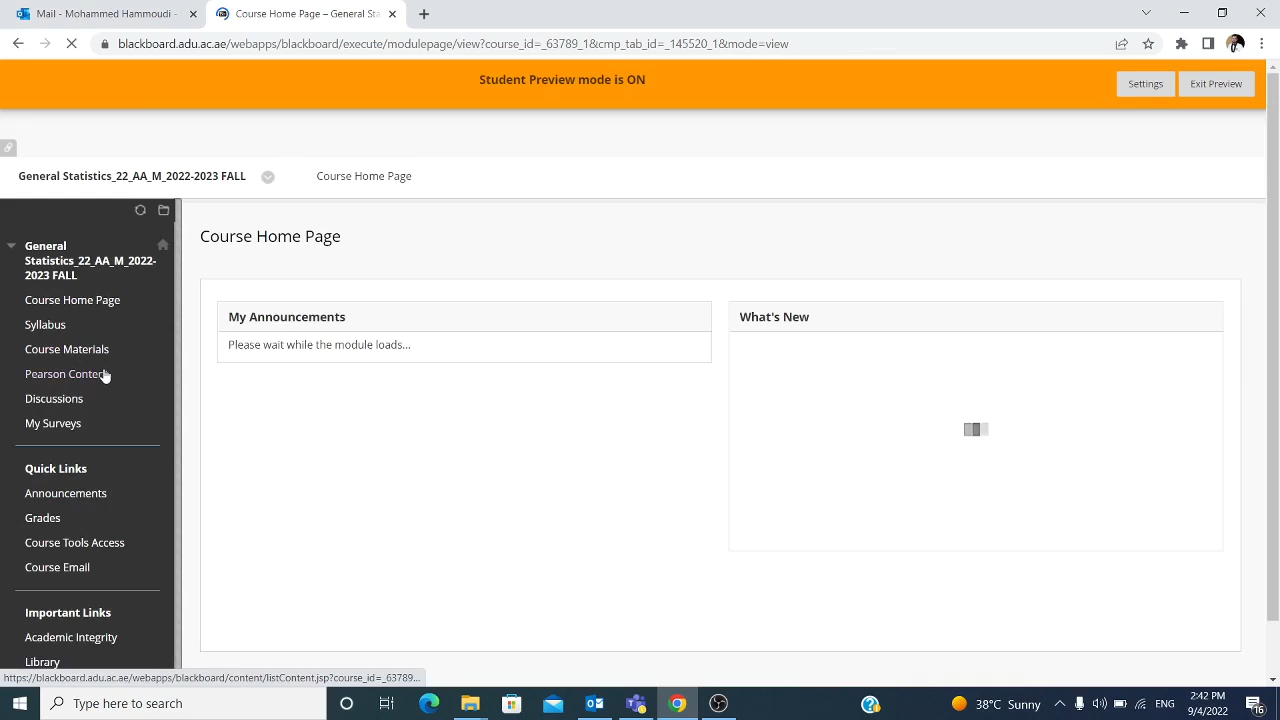 Mail - Mohammed Hammoudi -
Course Home Page – General Sta
blackboard.adu.ac.ae/webapps/blackboard/execute/modulepage/view?course_id=_63789_1&cmp_tab_id=_145520_1&mode=view
Student Preview mode is ON
Settings
Exit Preview
General Statistics_22_AA_M_2022-2023 FALL
Course Home Page
General
Statistics_22_AA_M_2022-
2023 FALL
Course Home Page
Syllabus
Course Materials
Pearson Content
Discussions
My Surveys
Quick Links
Announcements
Grades
Course Tools Access
Course Email
Important Links
Academic Integrity
Library
Course Home Page
My Announcements
Please wait while the module loads...
What's New
https://blackboard.adu.ac.ae/webapps/blackboard/content/listContent.jsp?course_id=_63789...
Type here to search
38°C Sunny
ENG
2:42 PM
9/4/2022
16